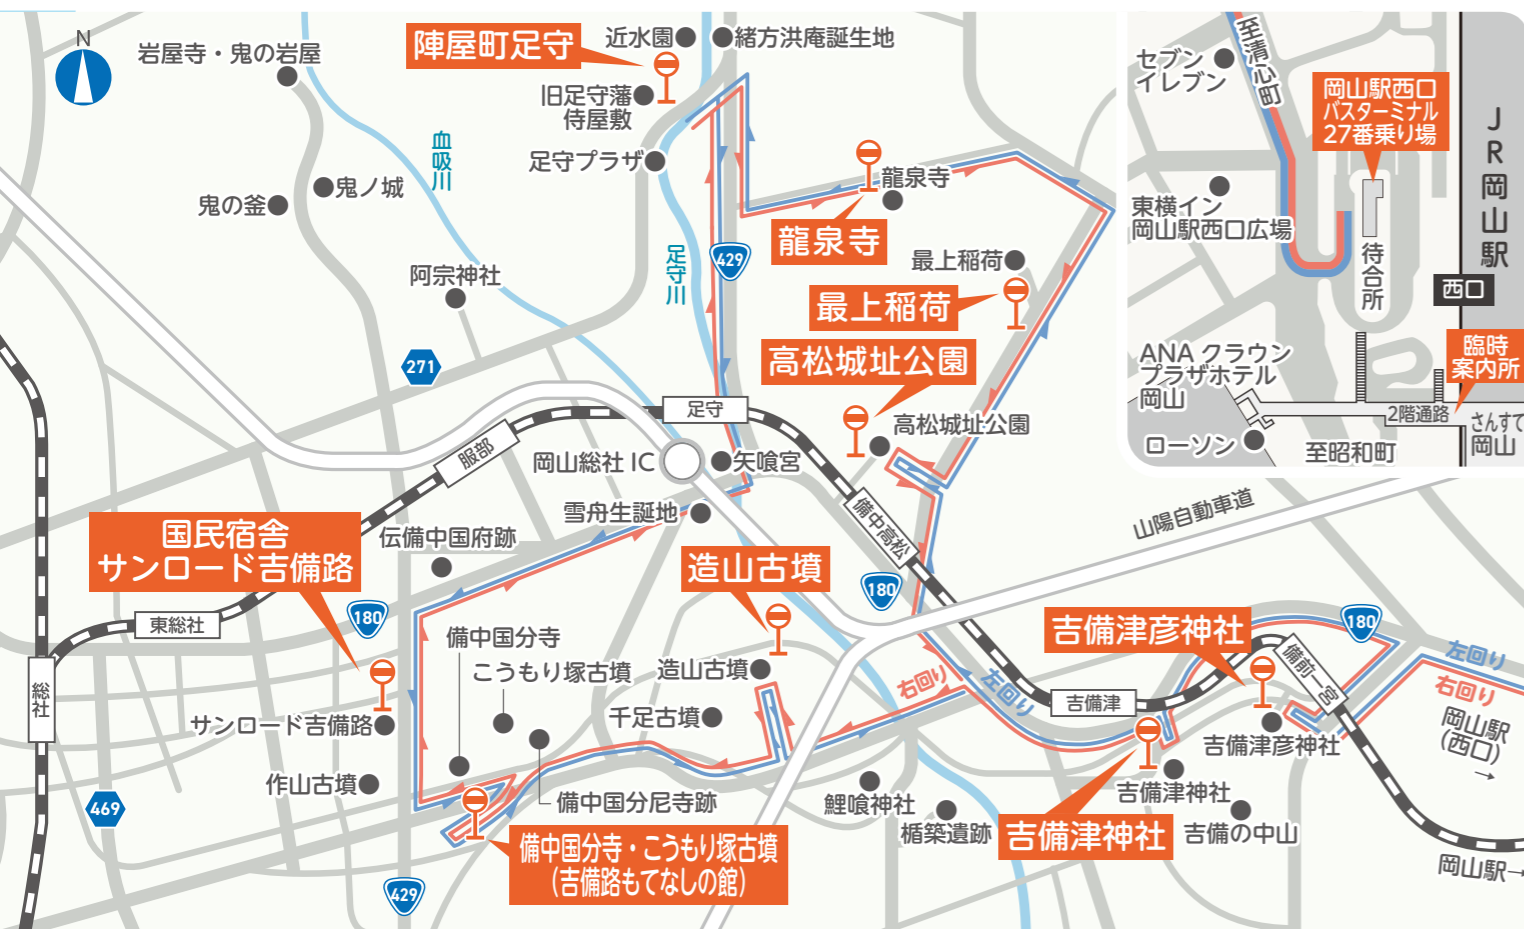 N
岩屋寺・鬼の岩屋
陣屋町足守
近水園
緒方洪庵誕生地
旧足守藩
侍屋敷
足守プラザ
血吸川
鬼ノ城
鬼の釜
足守川
阿宗神社
429
龍泉寺
龍泉寺
最上稲荷
最上稲荷
高松城址公園
高松城址公園
271
足守
服部
岡山総社 IC
矢喰宮
雪舟生誕地
備中高松
山陽自動車道
国民宿舎
サンロード吉備路
伝備中国府跡
180
東総社
総社
備中国分寺
こうもり塚古墳
造山古墳
造山古墳
千足古墳
サンロード吉備路
作山古墳
469
備中国分尼寺跡
備中国分寺・こうもり塚古墳
(吉備路もてなしの館)
429
180
右回り
左回り
吉備津
吉備津彦神社
180
備前一宮
左回り
右回り
岡山駅
(西口)
→
吉備津彦神社
吉備津神社
吉備津神社
吉備の中山
鯉喰神社
楯築遺跡
岡山駅→
至清心町
セブン
イレブン
岡山駅西口
バスターミナル
27番乗り場
JR岡山駅
東横イン
岡山駅西口広場
待合所
西口
臨時
案内所
ANA クラウン
プラザホテル
岡山
2階通路
さんすて
岡山
ローソン
至昭和町